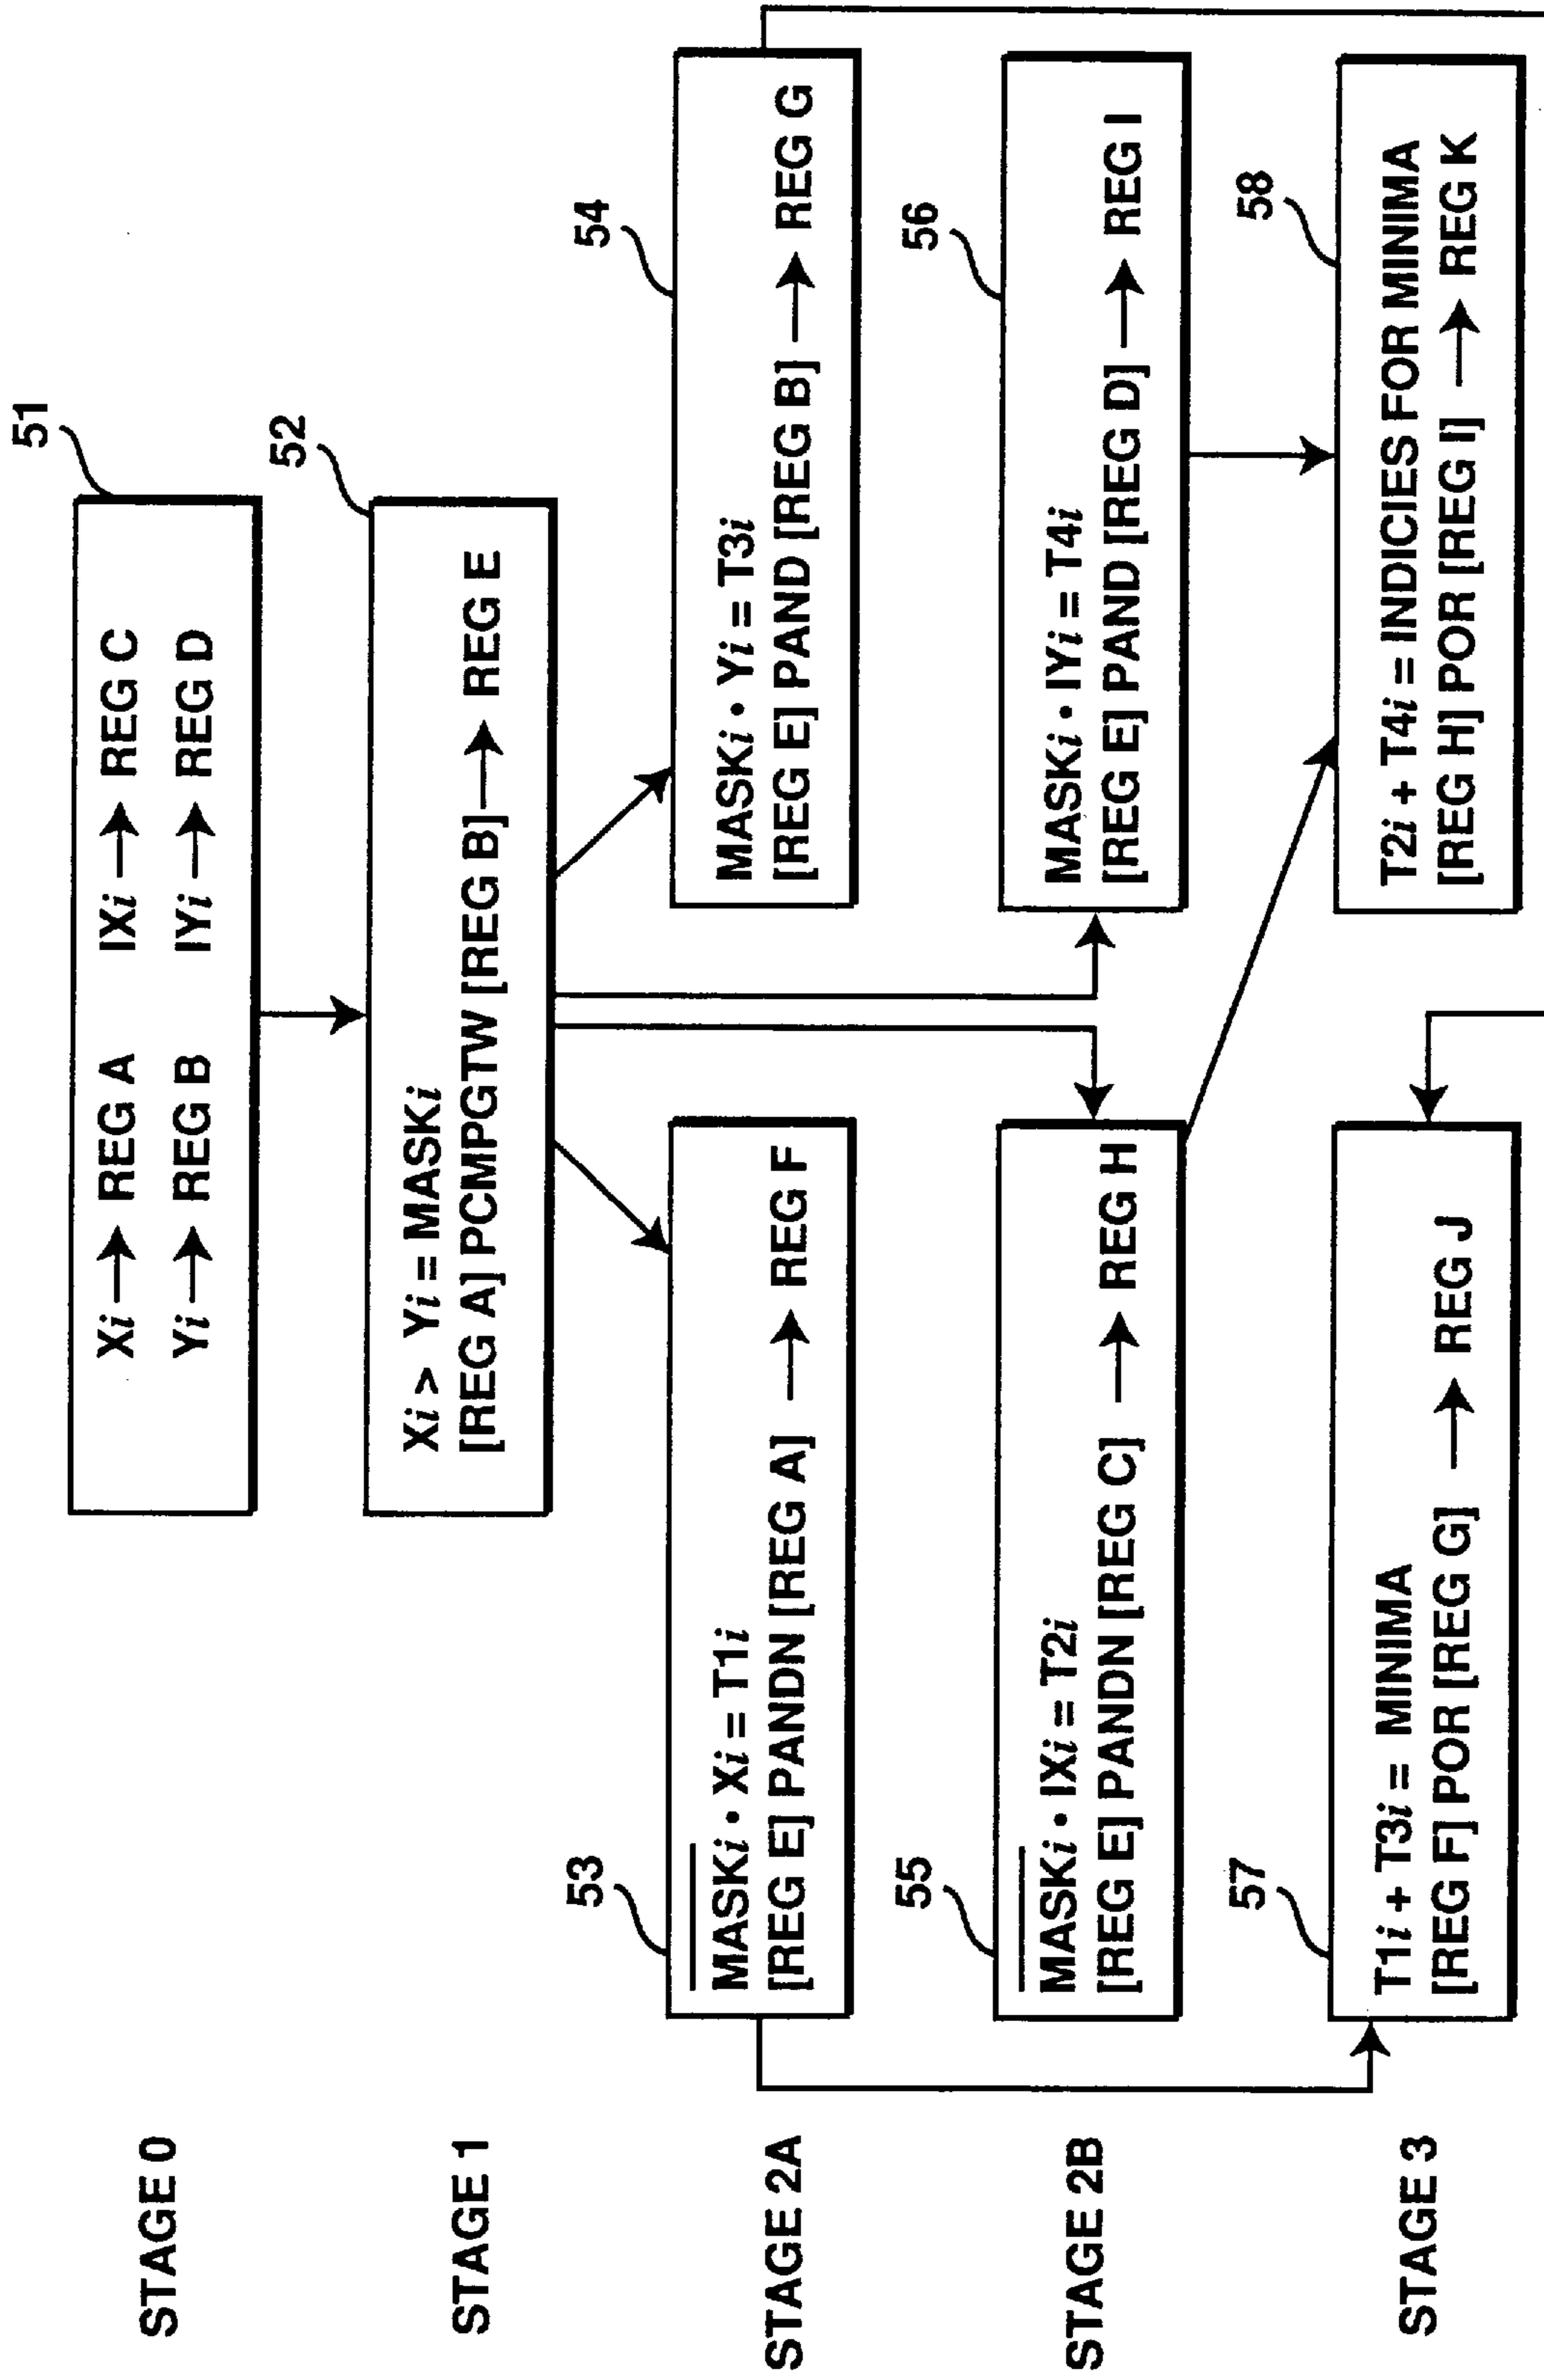 STAGE 0
51
Xi → REG A IXi → REG C
Yi → REG B IYi → REG D
STAGE 1
52
Xi > Yi = MASKi
[REG A] PCMPGTW [REG B] → REG E
STAGE 2A
53
MASKi • Xi = T1i
[REG E] PANDN [REG A] → REG F
54
MASKi • Yi = T3i
[REG E] PAND [REG B] → REG G
STAGE 2B
55
MASKi • IXi = T2i
[REG E] PANDN [REG C] → REG H
56
MASKi • IYi = T4i
[REG E] PAND [REG D] → REG I
STAGE 3
57
T1i + T3i = MINIMA
[REG F] POR [REG G] → REG J
58
T2i + T4i = INDICIES FOR MINIMA
[REG H] POR [REG I] → REG K